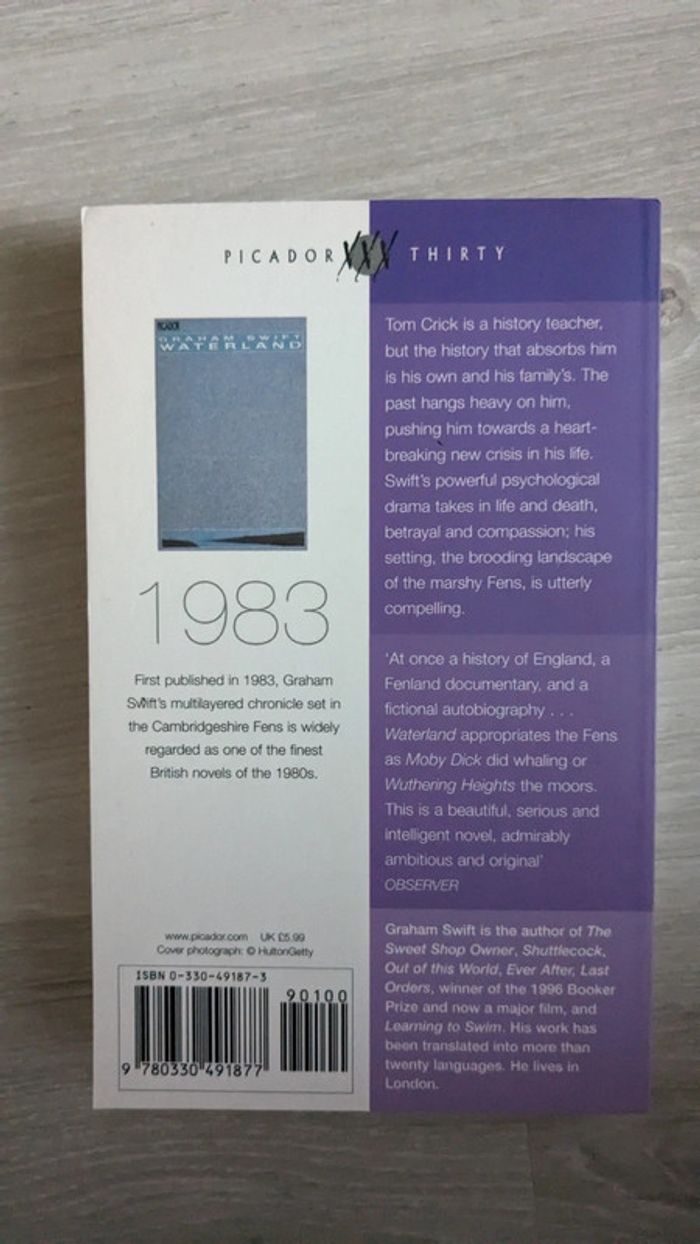 PICADOR XXX THIRTY
PICADOR
GRAHAM SWIFT
WATERLAND
1983
First published in 1983, Graham
Swift's multilayered chronicle set in
the Cambridgeshire Fens is widely
regarded as one of the finest
British novels of the 1980s.
www.picador.com UK £5.99
Cover photograph: © HultonGetty
ISBN 0-330-49187-3
90100
9 780330 491877
Tom Crick is a history teacher,
but the history that absorbs him
is his own and his family's. The
past hangs heavy on him,
pushing him towards a heart-
breaking new crisis in his life.
Swift's powerful psychological
drama takes in life and death,
betrayal and compassion; his
setting, the brooding landscape
of the marshy Fens, is utterly
compelling.
'At once a history of England, a
Fenland documentary, and a
fictional autobiography . . .
Waterland appropriates the Fens
as Moby Dick did whaling or
Wuthering Heights the moors.
This is a beautiful, serious and
intelligent novel, admirably
ambitious and original'
OBSERVER
Graham Swift is the author of The
Sweet Shop Owner, Shuttlecock,
Out of this World, Ever After, Last
Orders, winner of the 1996 Booker
Prize and now a major film, and
Learning to Swim. His work has
been translated into more than
twenty languages. He lives in
London.